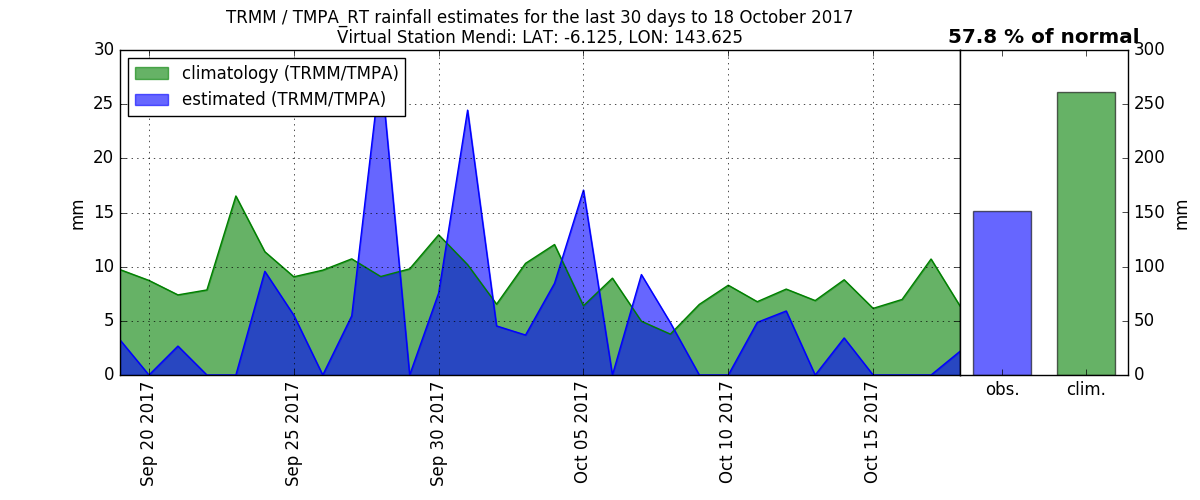 TRMM / TMPA_RT rainfall estimates for the last 30 days to 18 October 2017
Virtual Station Mendi: LAT: -6.125, LON: 143.625
57.8 % of normal
climatology (TRMM/TMPA)
estimated (TRMM/TMPA)
mm
30
25
20
15
10
5
0
Sep 20 2017
Sep 25 2017
Sep 30 2017
Oct 05 2017
Oct 10 2017
Oct 15 2017
obs.
clim.
300
250
200
150
100
50
0
mm